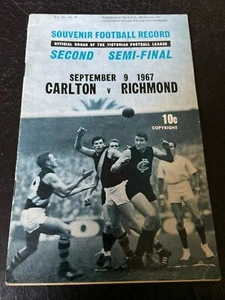 SOUVENIR FOOTBALL RECORD
OFFICIAL ORGAN OF THE VICTORIAN FOOTBALL LEAGUE
SECOND SEMI-FINAL
SEPTEMBER 9 1967
CARLTON v RICHMOND
10c
COPYRIGHT